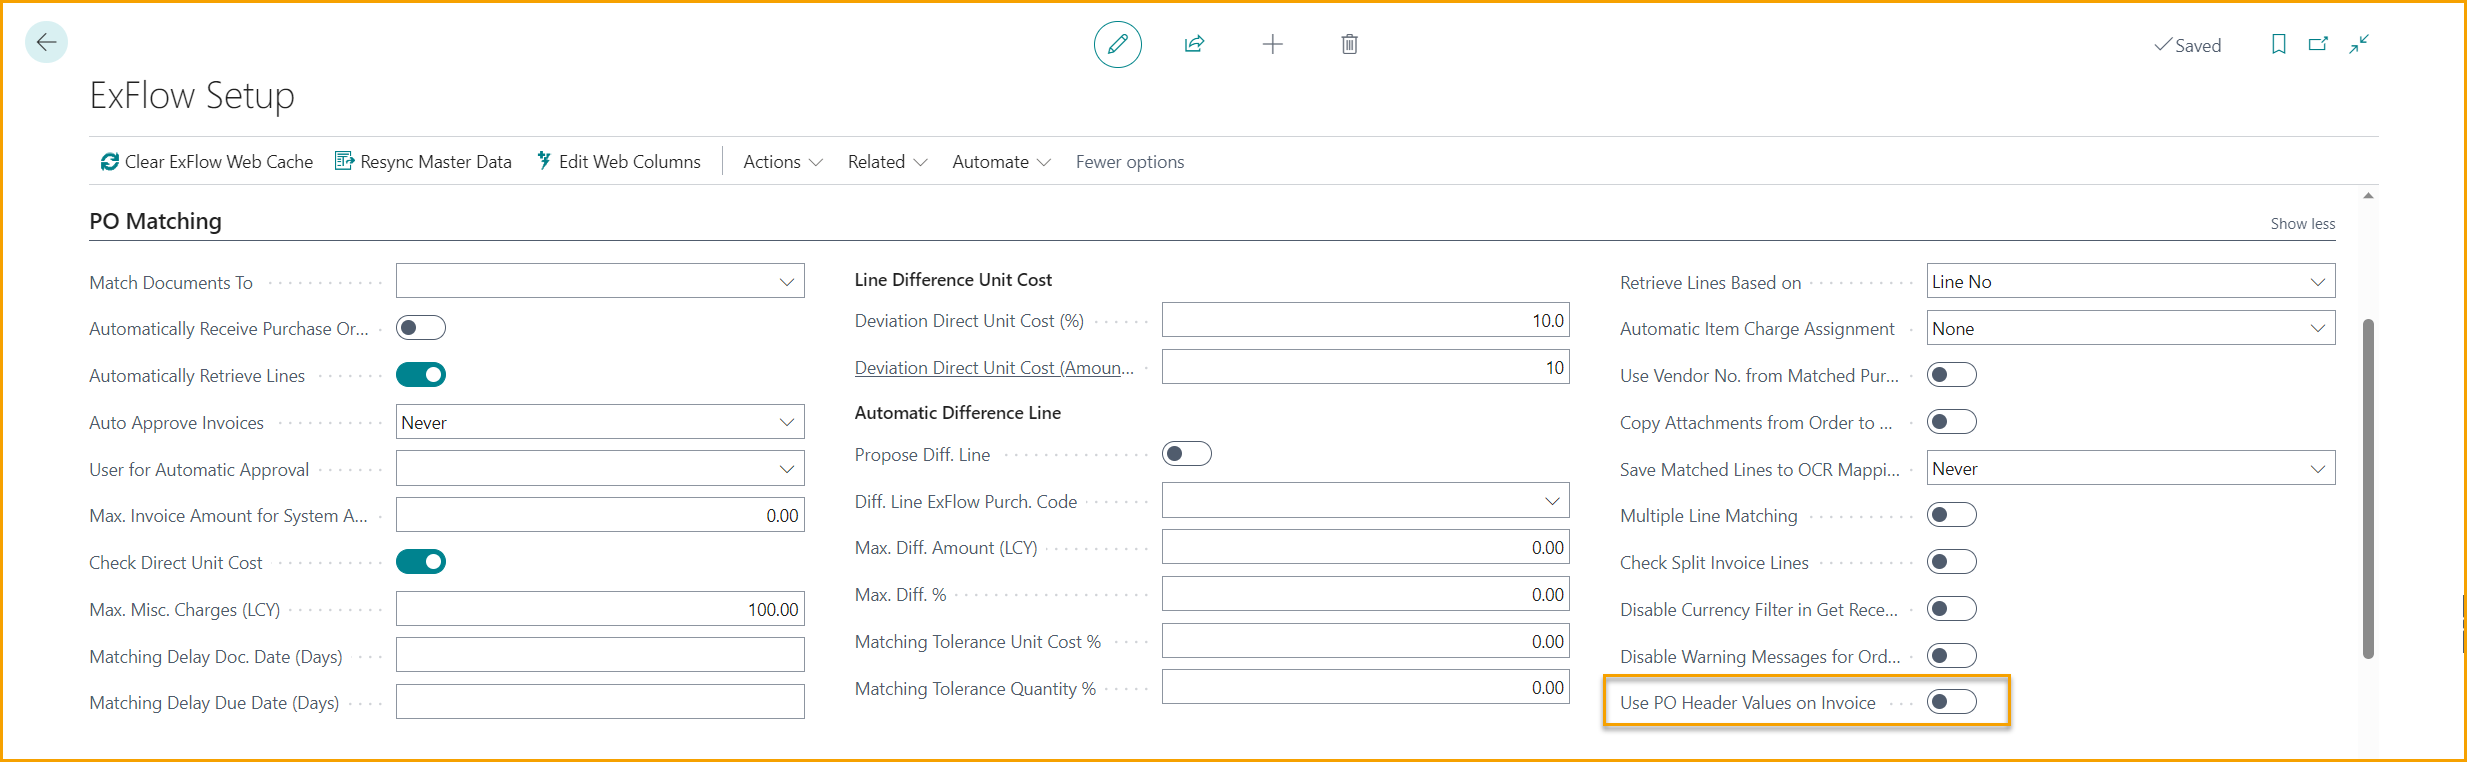 Saved
ExFlow Setup
Clear ExFlow Web Cache Resync Master Data Edit Web Columns Actions Related Automate Fewer options
PO Matching
Show less
Match Documents To
Automatically Receive Purchase Or...
Automatically Retrieve Lines
Auto Approve Invoices Never
User for Automatic Approval
Max. Invoice Amount for System A... 0.00
Check Direct Unit Cost
Max. Misc. Charges (LCY) 100.00
Matching Delay Doc. Date (Days)
Matching Delay Due Date (Days)
Line Difference Unit Cost
Deviation Direct Unit Cost (%) 10.0
Deviation Direct Unit Cost (Amoun... 10
Automatic Difference Line
Propose Diff. Line
Diff. Line ExFlow Purch. Code
Max. Diff. Amount (LCY) 0.00
Max. Diff. % 0.00
Matching Tolerance Unit Cost % 0.00
Matching Tolerance Quantity % 0.00
Retrieve Lines Based on Line No
Automatic Item Charge Assignment None
Use Vendor No. from Matched Pur...
Copy Attachments from Order to ...
Save Matched Lines to OCR Mappi... Never
Multiple Line Matching
Check Split Invoice Lines
Disable Currency Filter in Get Rece...
Disable Warning Messages for Ord...
Use PO Header Values on Invoice